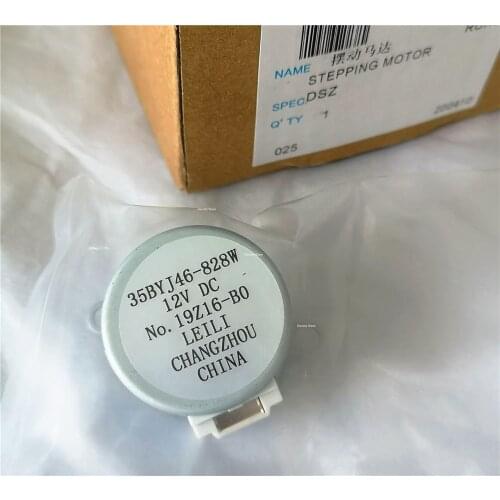 NAME 摆动马达
STEPPING MOTOR
SPEC DSZ
Q'TY 1
200410
025
35BYJ46-828W
12V DC
No. 19Z16-B0
LEILI
CHANGZHOU
CHINA